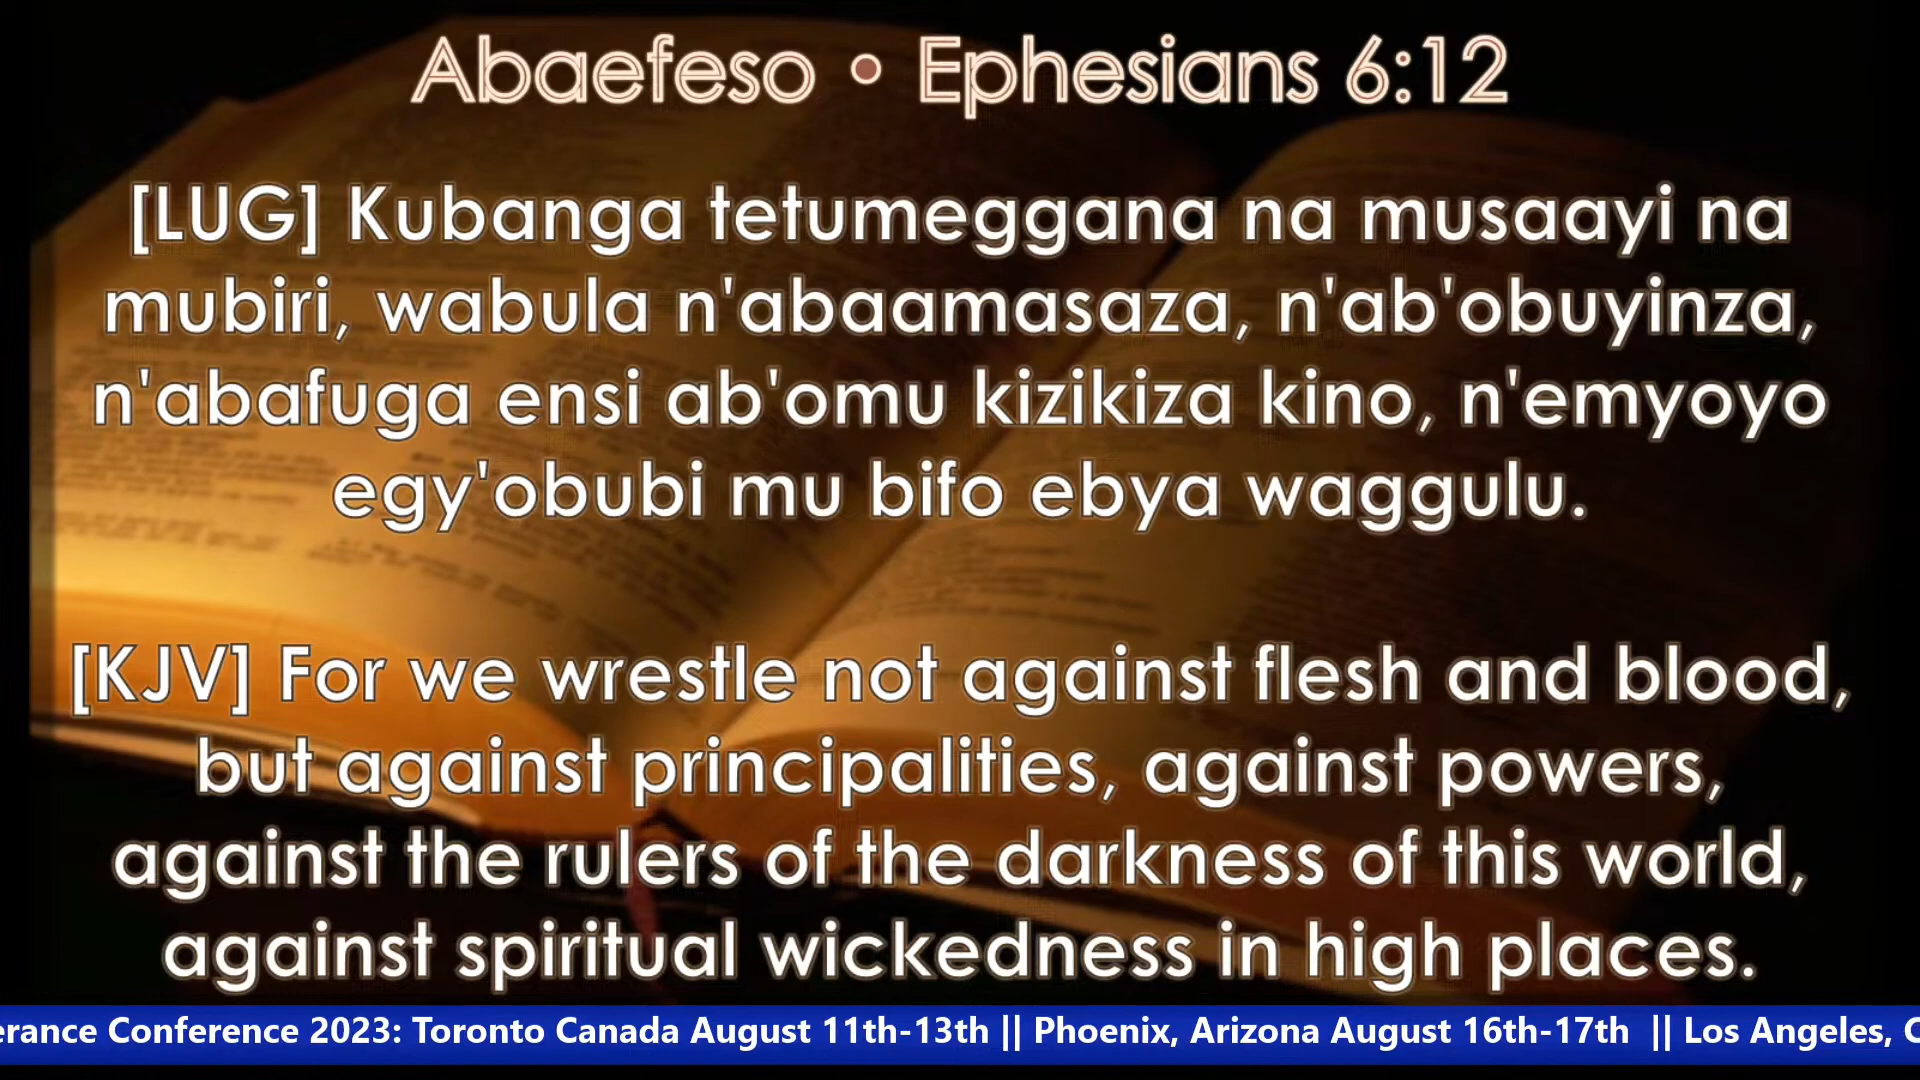 Abaefeso • Ephesians 6:12
[LUG] Kubanga tetumeggana na musaayi na
mubiri, wabula n'abaamasaza, n'ab'obuyinza,
n'abafuga ensi ab'omu kizikiza kino, n'emyoyo
egy'obubi mu bifo ebya waggulu.
[KJV] For we wrestle not against flesh and blood,
but against principalities, against powers,
against the rulers of the darkness of this world,
against spiritual wickedness in high places.
Conference 2023: Toronto Canada August 11th-13th || Phoenix, Arizona August 16th-17th || Los Angeles,